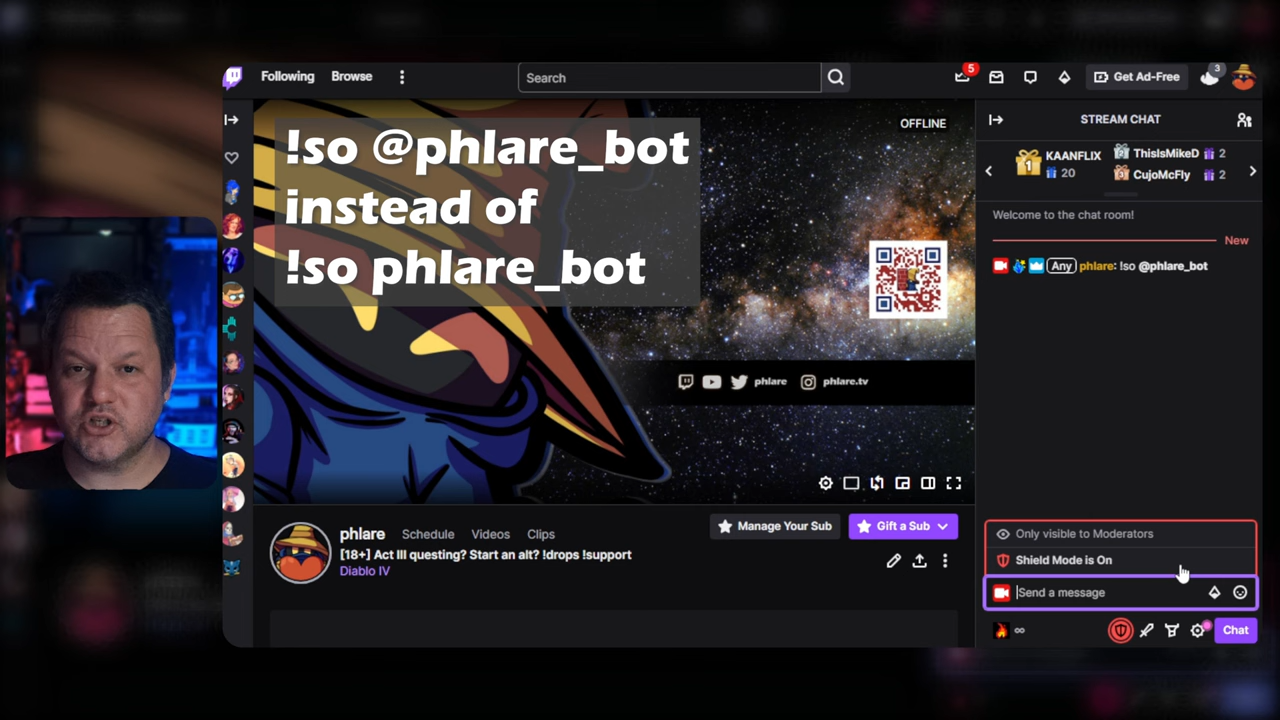 Following
Browse
Search
5
Get Ad-Free
3
!so @phlare_bot
instead of
!so phlare_bot
OFFLINE
phlare
phlare.tv
STREAM CHAT
1
KAANFLIX
20
2 ThisIsMikeD 2
3 CujoMcFly 2
Welcome to the chat room!
New
Any phlare: !so @phlare_bot
phlare
Schedule
Videos
Clips
Manage Your Sub
Gift a Sub
[18+] Act III questing? Start an alt? !drops !support
Diablo IV
Only visible to Moderators
Shield Mode is On
Send a message
∞
Chat